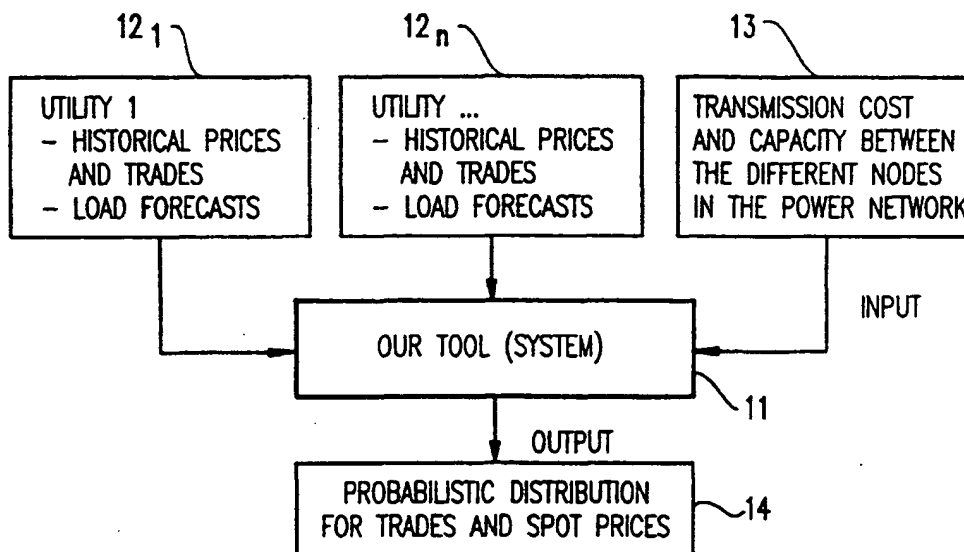 12 1
12 n
13
UTILITY 1
- HISTORICAL PRICES
AND TRADES
- LOAD FORECASTS
UTILITY ...
- HISTORICAL PRICES
AND TRADES
- LOAD FORECASTS
TRANSMISSION COST
AND CAPACITY BETWEEN
THE DIFFERENT NODES
IN THE POWER NETWORK
INPUT
OUR TOOL (SYSTEM)
11
OUTPUT
PROBABILISTIC DISTRIBUTION
FOR TRADES AND SPOT PRICES
14